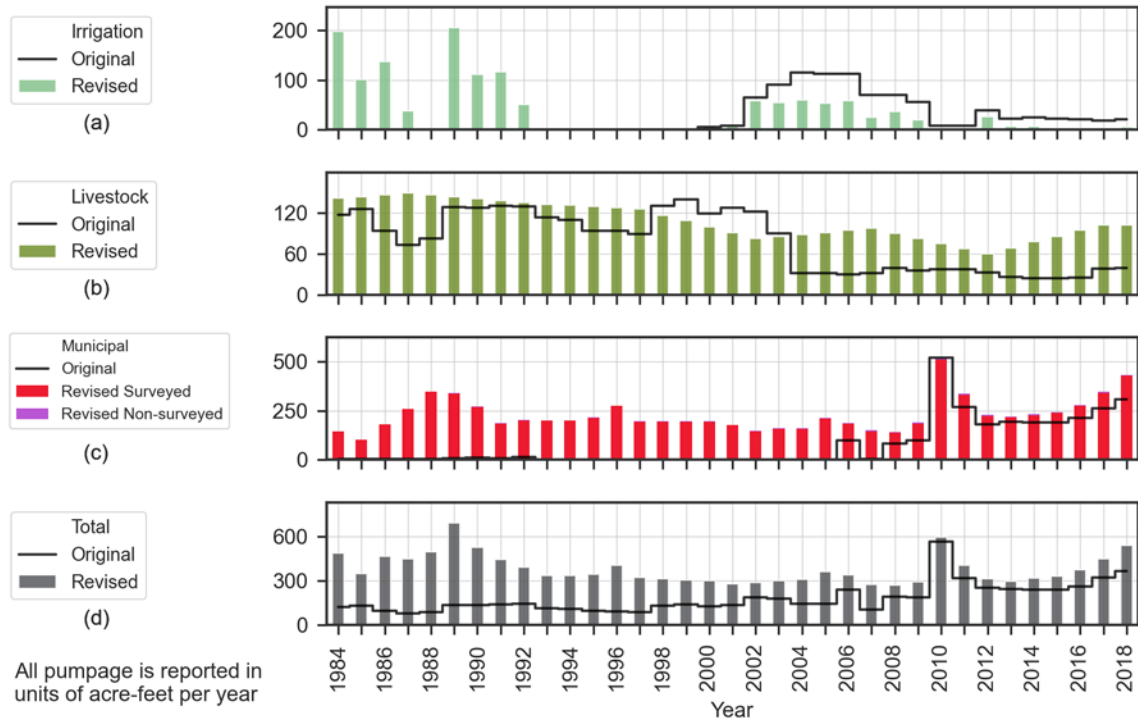 Irrigation
Original
Revised
(a)
200
100
0
Livestock
Original
Revised
(b)
120
60
0
Municipal
Original
Revised Surveyed
Revised Non-surveyed
(c)
500
250
0
Total
Original
Revised
(d)
600
300
0
1984 1986 1988 1990 1992 1994 1996 1998 2000 2002 2004 2006 2008 2010 2012 2014 2016 2018
Year
All pumpage is reported in
units of acre-feet per year